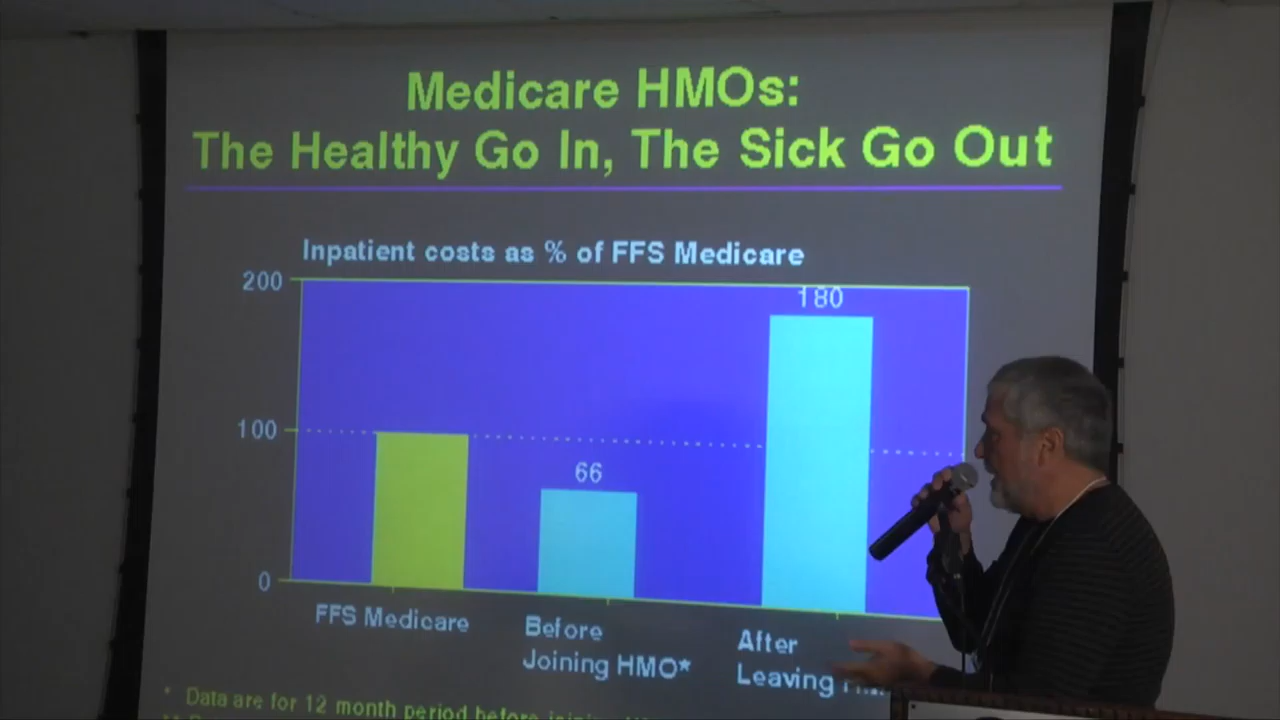 Medicare HMOs:
The Healthy Go In, The Sick Go Out
Inpatient costs as % of FFS Medicare
200
180
100
66
0
FFS Medicare
Before
Joining HMO*
After
Leaving
* Data are for 12 month period before